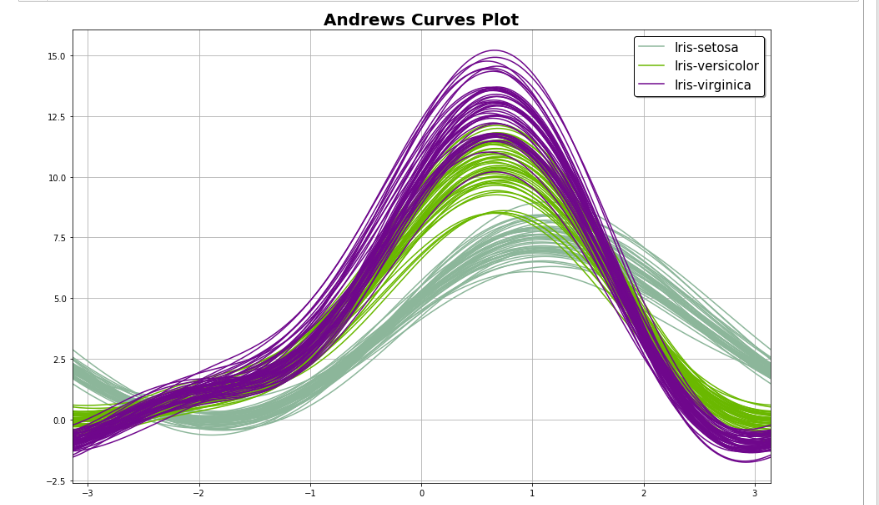 Andrews Curves Plot
Iris-setosa
Iris-versicolor
Iris-virginica
15.0
12.5
10.0
7.5
5.0
2.5
0.0
−2.5
−3 −2 −1 0 1 2 3